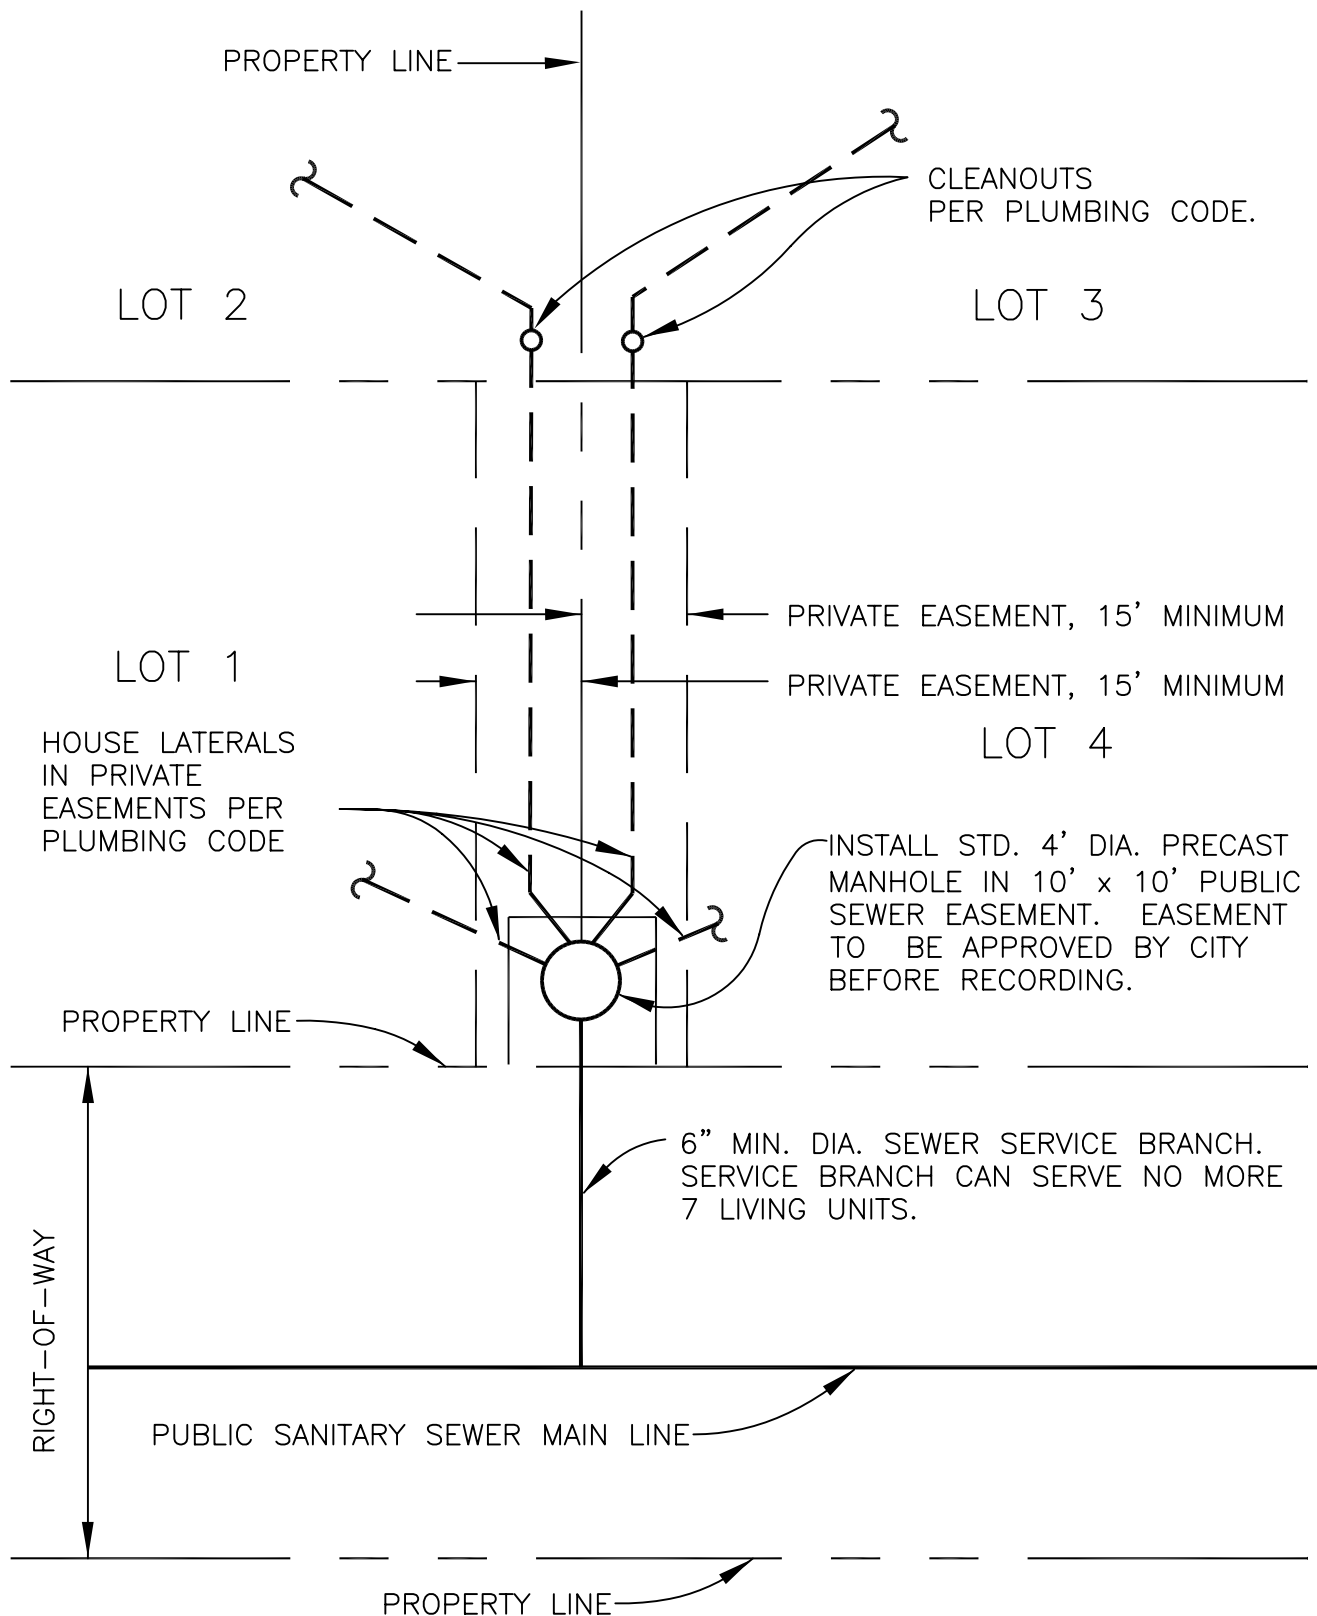 PROPERTY LINE
CLEANOUTS
PER PLUMBING CODE.
LOT 2
LOT 3
PRIVATE EASEMENT, 15' MINIMUM
LOT 1
PRIVATE EASEMENT, 15' MINIMUM
LOT 4
HOUSE LATERALS
IN PRIVATE
EASEMENTS PER
PLUMBING CODE
INSTALL STD. 4' DIA. PRECAST
MANHOLE IN 10' x 10' PUBLIC
SEWER EASEMENT. EASEMENT
TO BE APPROVED BY CITY
BEFORE RECORDING.
PROPERTY LINE
6" MIN. DIA. SEWER SERVICE BRANCH.
SERVICE BRANCH CAN SERVE NO MORE
7 LIVING UNITS.
RIGHT-OF-WAY
PUBLIC SANITARY SEWER MAIN LINE
PROPERTY LINE